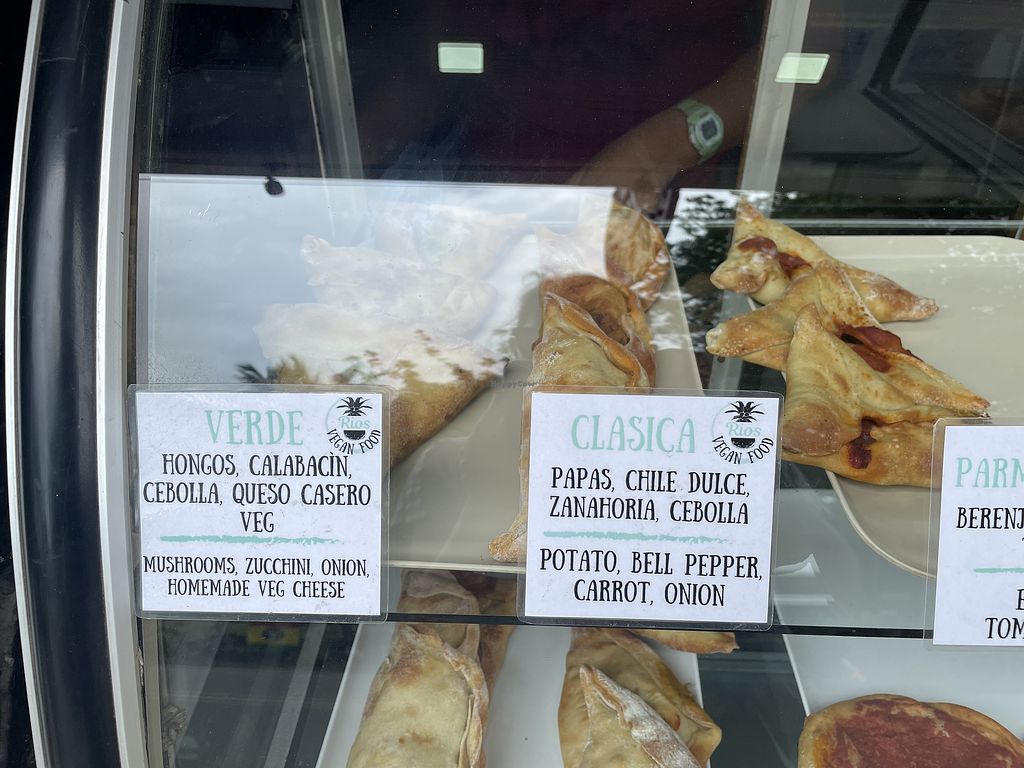 VERDE
Rios
VEGAN FOOD
HONGOS, CALABACÌN,
CEBOLLA, QUESO CASERO
VEG
MUSHROOMS, ZUCCHINI, ONION,
HOMEMADE VEG CHEESE
CLASIÇA
Rios
VEGAN FOOD
PAPAS, CHILE DULCE,
ZANAHORIA, CEBOLLA
POTATO, BELL PEPPER,
CARROT, ONION
PARM
BERENJ
TOM